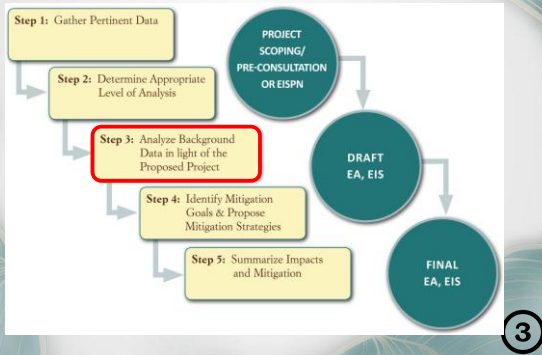 Step 1: Gather Pertinent Data
Step 2: Determine Appropriate
Level of Analysis
Step 3: Analyze Background
Data in light of the
Proposed Project
Step 4: Identify Mitigation
Goals & Propose
Mitigation Strategies
Step 5: Summarize Impacts
and Mitigation
PROJECT
SCOPING/
PRE-CONSULTATION
OR EISPN
DRAFT
EA, EIS
FINAL
EA, EIS
3